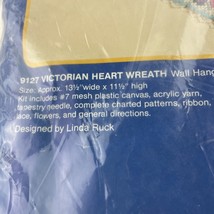 9127 VICTORIAN HEART WREATH Wall Hang
Size: Approx. 13½" wide x 11½" high
Kit includes #7 mesh plastic canvas, acrylic yarn,
tapestry needle, complete charted patterns, ribbon,
lace, flowers, and general directions.
Designed by Linda Ruck